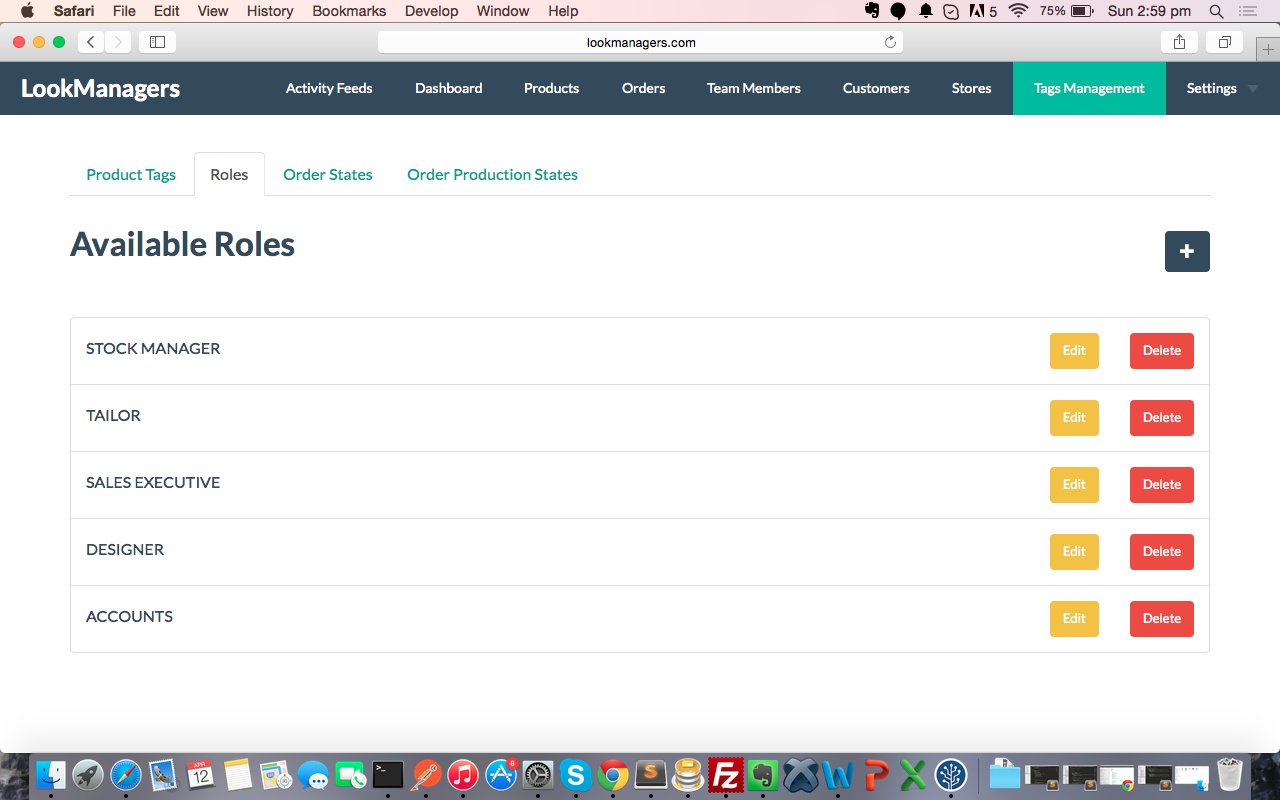 Safari File Edit View History Bookmarks Develop Window Help 5 75% Sun 2:59 pm
lookmanagers.com
LookManagers Activity Feeds Dashboard Products Orders Team Members Customers Stores Tags Management Settings
Product Tags Roles Order States Order Production States
Available Roles
+
STOCK MANAGER Edit Delete
TAILOR Edit Delete
SALES EXECUTIVE Edit Delete
DESIGNER Edit Delete
ACCOUNTS Edit Delete
APR
12
8